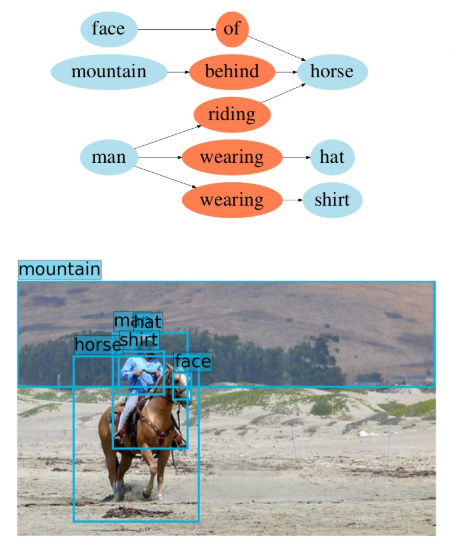 face of
mountain behind horse
riding
man wearing hat
wearing shirt
mountain
man hat
shirt
horse
face